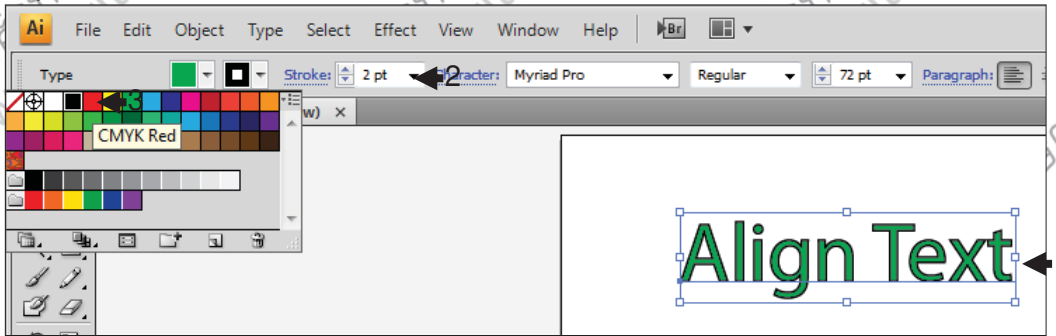 Ai File Edit Object Type Select Effect View Window Help Br
Type Stroke: 2 pt 2 Character: Myriad Pro Regular 72 pt Paragraph:
3
w) ×
CMYK Red
Align Text